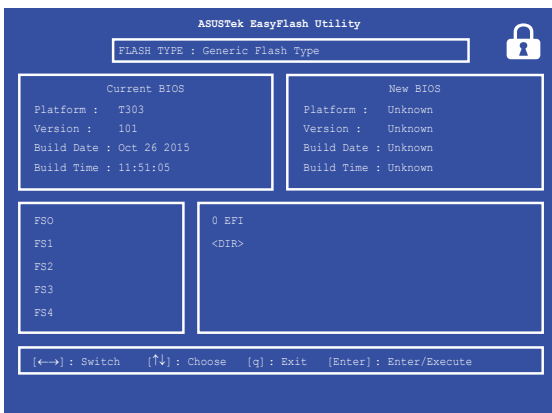 ASUSTek EasyFlash Utility
FLASH TYPE : Generic Flash Type
Current BIOS
Platform : T303
Version : 101
Build Date : Oct 26 2015
Build Time : 11:51:05
New BIOS
Platform : Unknown
Version : Unknown
Build Date : Unknown
Build Time : Unknown
FS0
FS1
FS2
FS3
FS4
0 EFI
<DIR>
[←→] : Switch [↑↓] : Choose [q] : Exit [Enter] : Enter/Execute